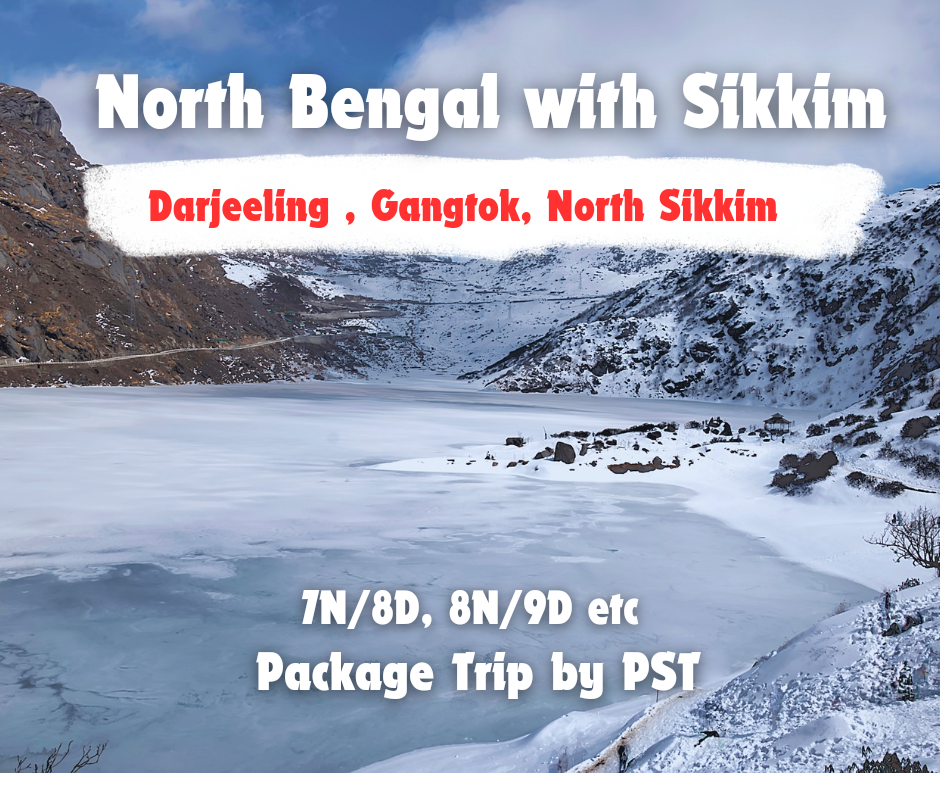 North Bengal with Sikkim
Darjeeling , Gangtok, North Sikkim
7N/8D, 8N/9D etc
Package Trip by PST